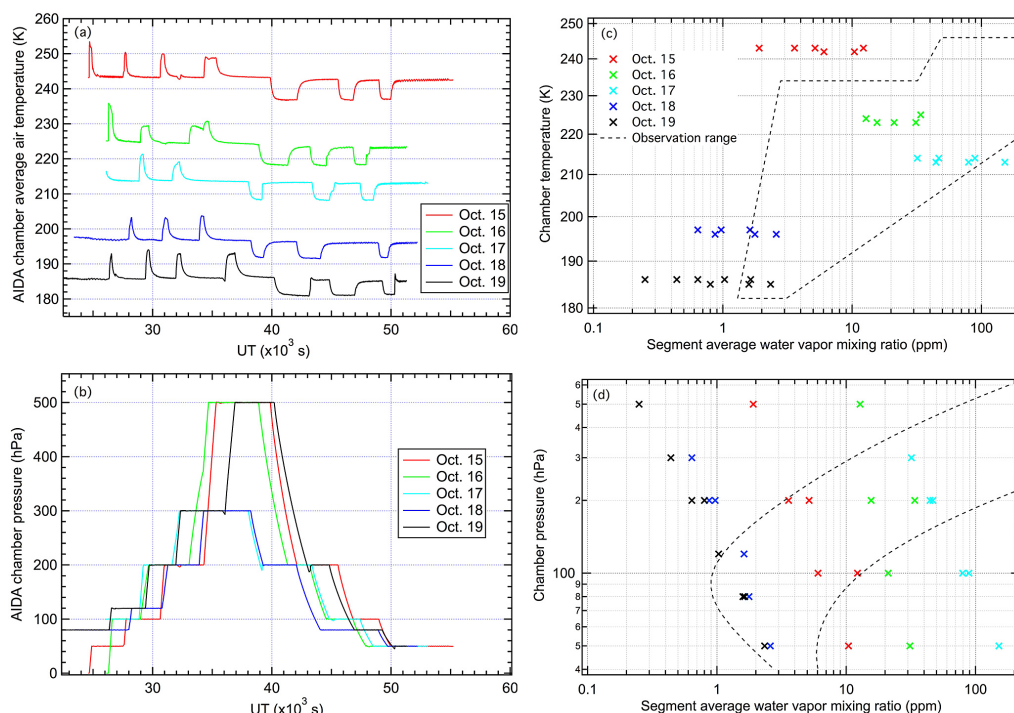 (a)
AIDA chamber average air temperature (K)
260
250
240
230
220
210
200
190
180
30
40
50
60
UT (x10³ s)
Oct. 15
Oct. 16
Oct. 17
Oct. 18
Oct. 19
(c)
Chamber temperature (K)
250
240
230
220
210
200
190
180
0.1
1
10
100
Segment average water vapor mixing ratio (ppm)
Oct. 15
Oct. 16
Oct. 17
Oct. 18
Oct. 19
Observation range
(b)
AIDA chamber pressure (hPa)
500
400
300
200
100
0
30
40
50
60
UT (x10³ s)
Oct. 15
Oct. 16
Oct. 17
Oct. 18
Oct. 19
(d)
Chamber pressure (hPa)
6
5
4
3
2
100
9
8
7
6
5
4
0.1
1
10
100
Segment average water vapor mixing ratio (ppm)